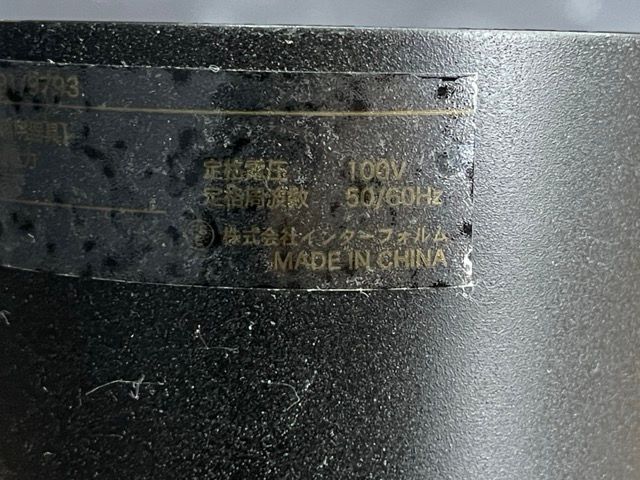 9793
定格電圧 100V
定格周波数 50/60Hz
株式会社インターフォルム
MADE IN CHINA